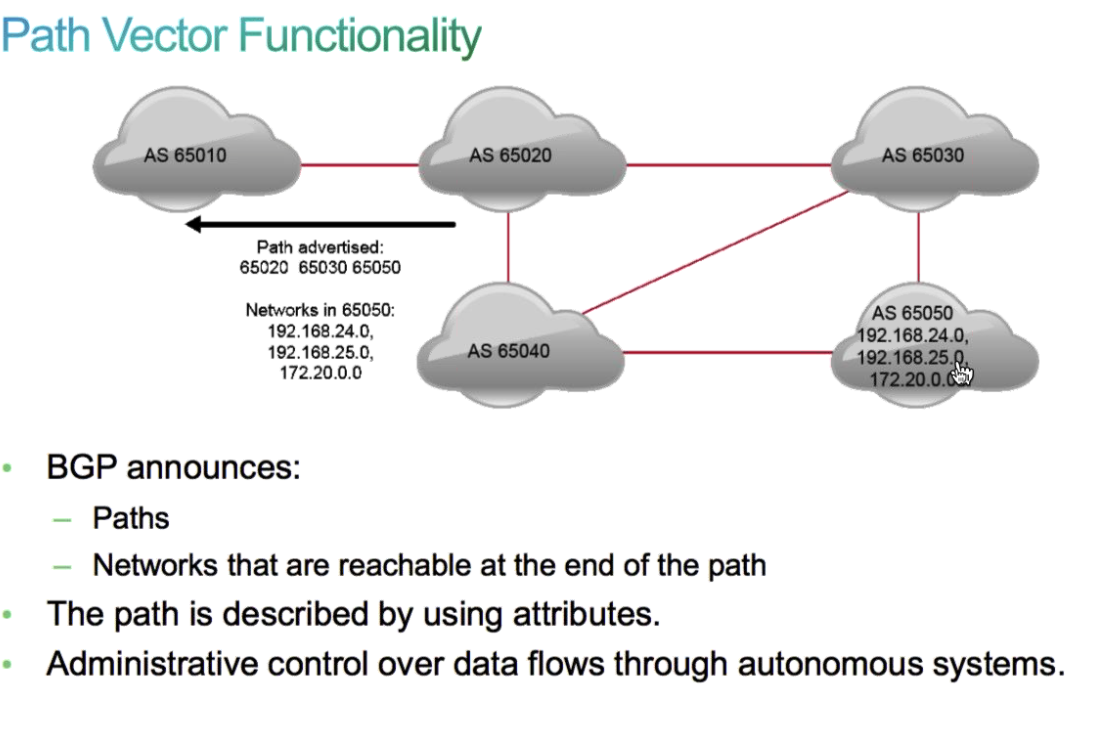 Path Vector Functionality
AS 65010
AS 65020
AS 65030
Path advertised:
65020 65030 65050
Networks in 65050:
192.168.24.0,
192.168.25.0,
172.20.0.0
AS 65040
AS 65050
192.168.24.0,
192.168.25.0,
172.20.0.0
• BGP announces:
– Paths
– Networks that are reachable at the end of the path
• The path is described by using attributes.
• Administrative control over data flows through autonomous systems.